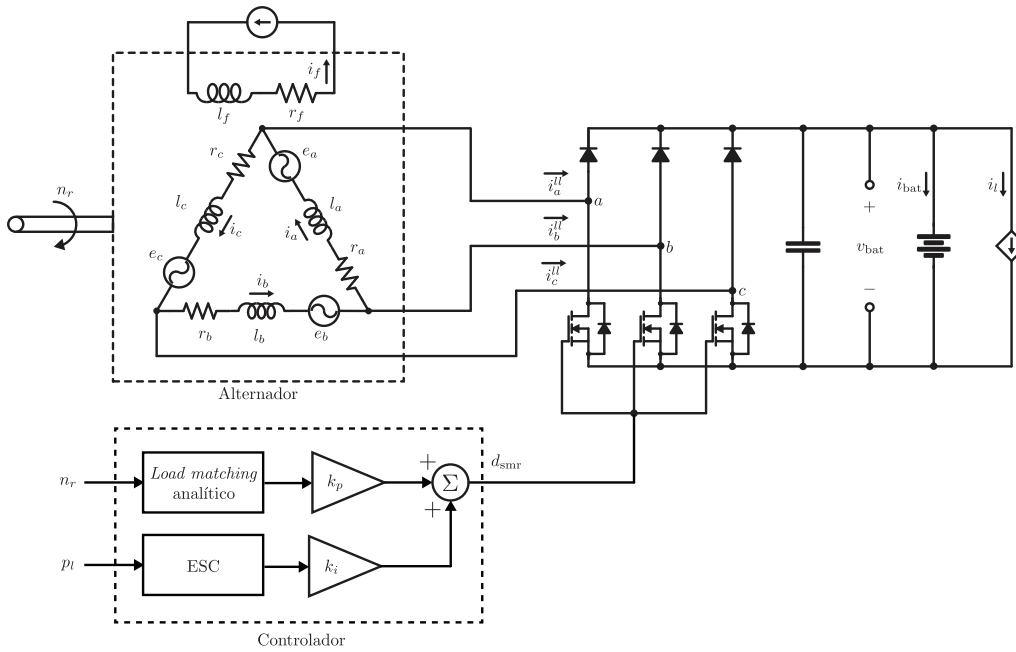 i_f
l_f
r_f
r_c
e_a
n_r
l_c
l_a
i_a^{ll}
a
i_bat
i_l
i_c
i_a
+
i_b^{ll}
b
v_bat
e_c
r_a
i_b
i_c^{ll}
c
−
r_b
l_b
e_b
Alternador
n_r
Load matching
analítico
k_p
+
Σ
+
d_smr
p_l
ESC
k_i
Controlador